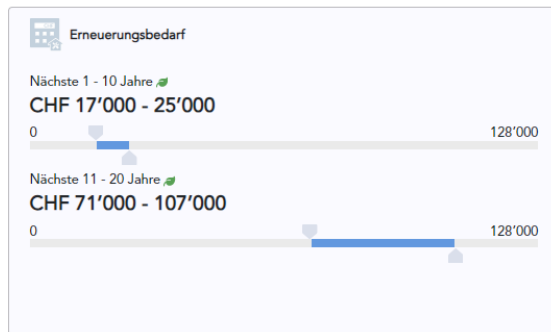 Erneuerungsbedarf
Nächste 1 - 10 Jahre
CHF 17’000 - 25’000
0 128’000
Nächste 11 - 20 Jahre
CHF 71’000 - 107’000
0 128’000